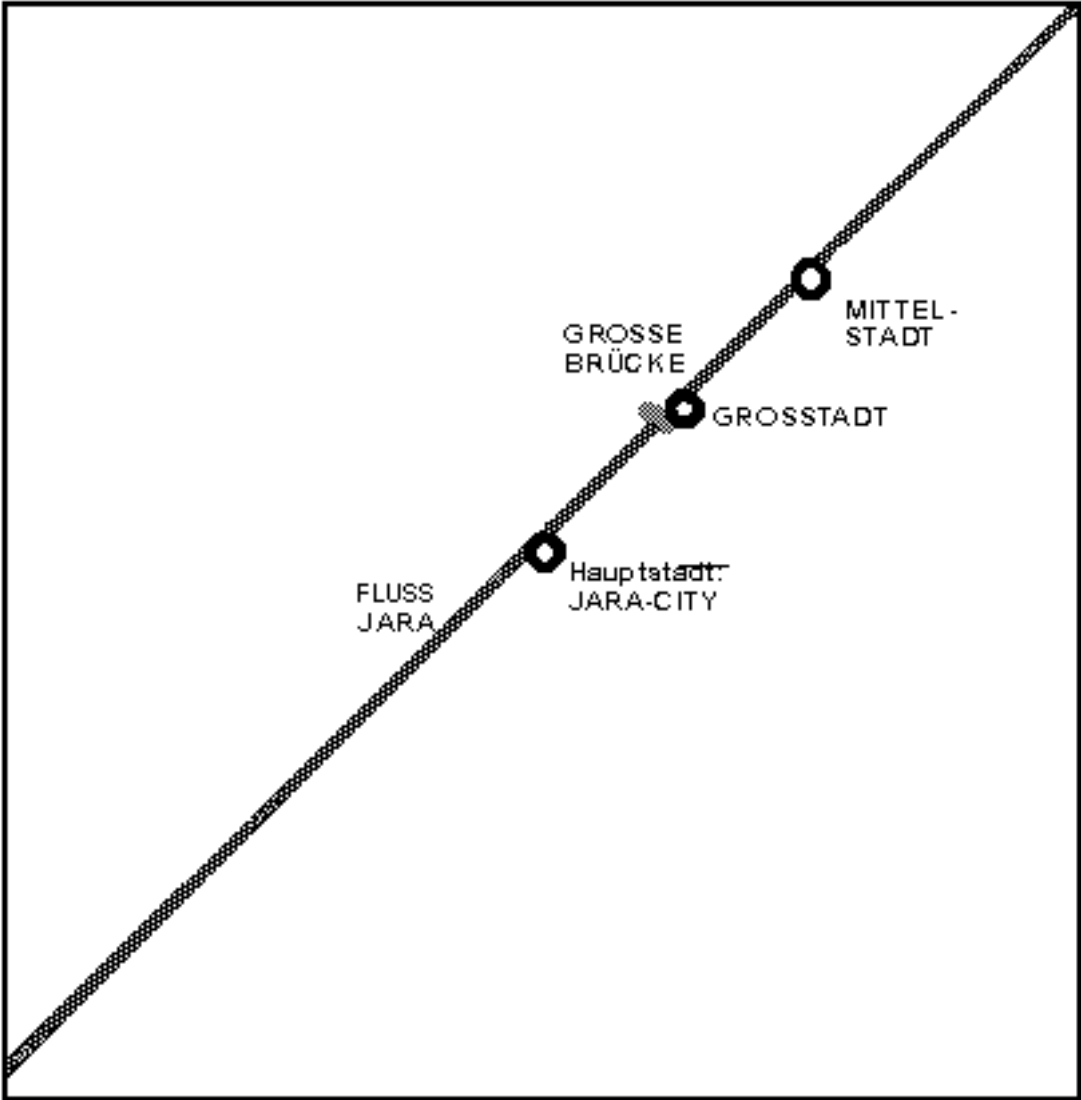 MITTEL-
STADT
GROSSE
BRÜCKE
GROSSTADT
Hauptstadt:
JARA-CITY
FLUSS
JARA